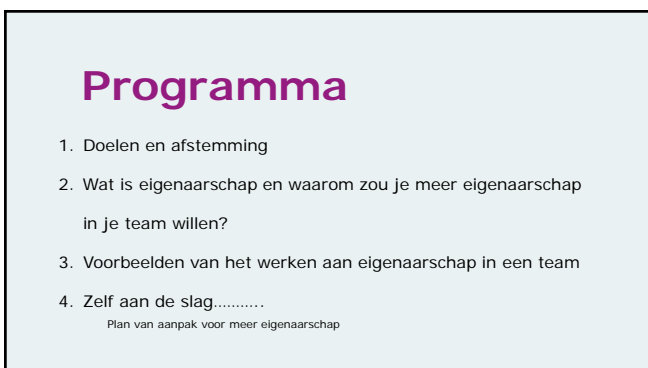 Programma
1. Doelen en afstemming
2. Wat is eigenaarschap en waarom zou je meer eigenaarschap
in je team willen?
3. Voorbeelden van het werken aan eigenaarschap in een team
4. Zelf aan de slag………..
Plan van aanpak voor meer eigenaarschap